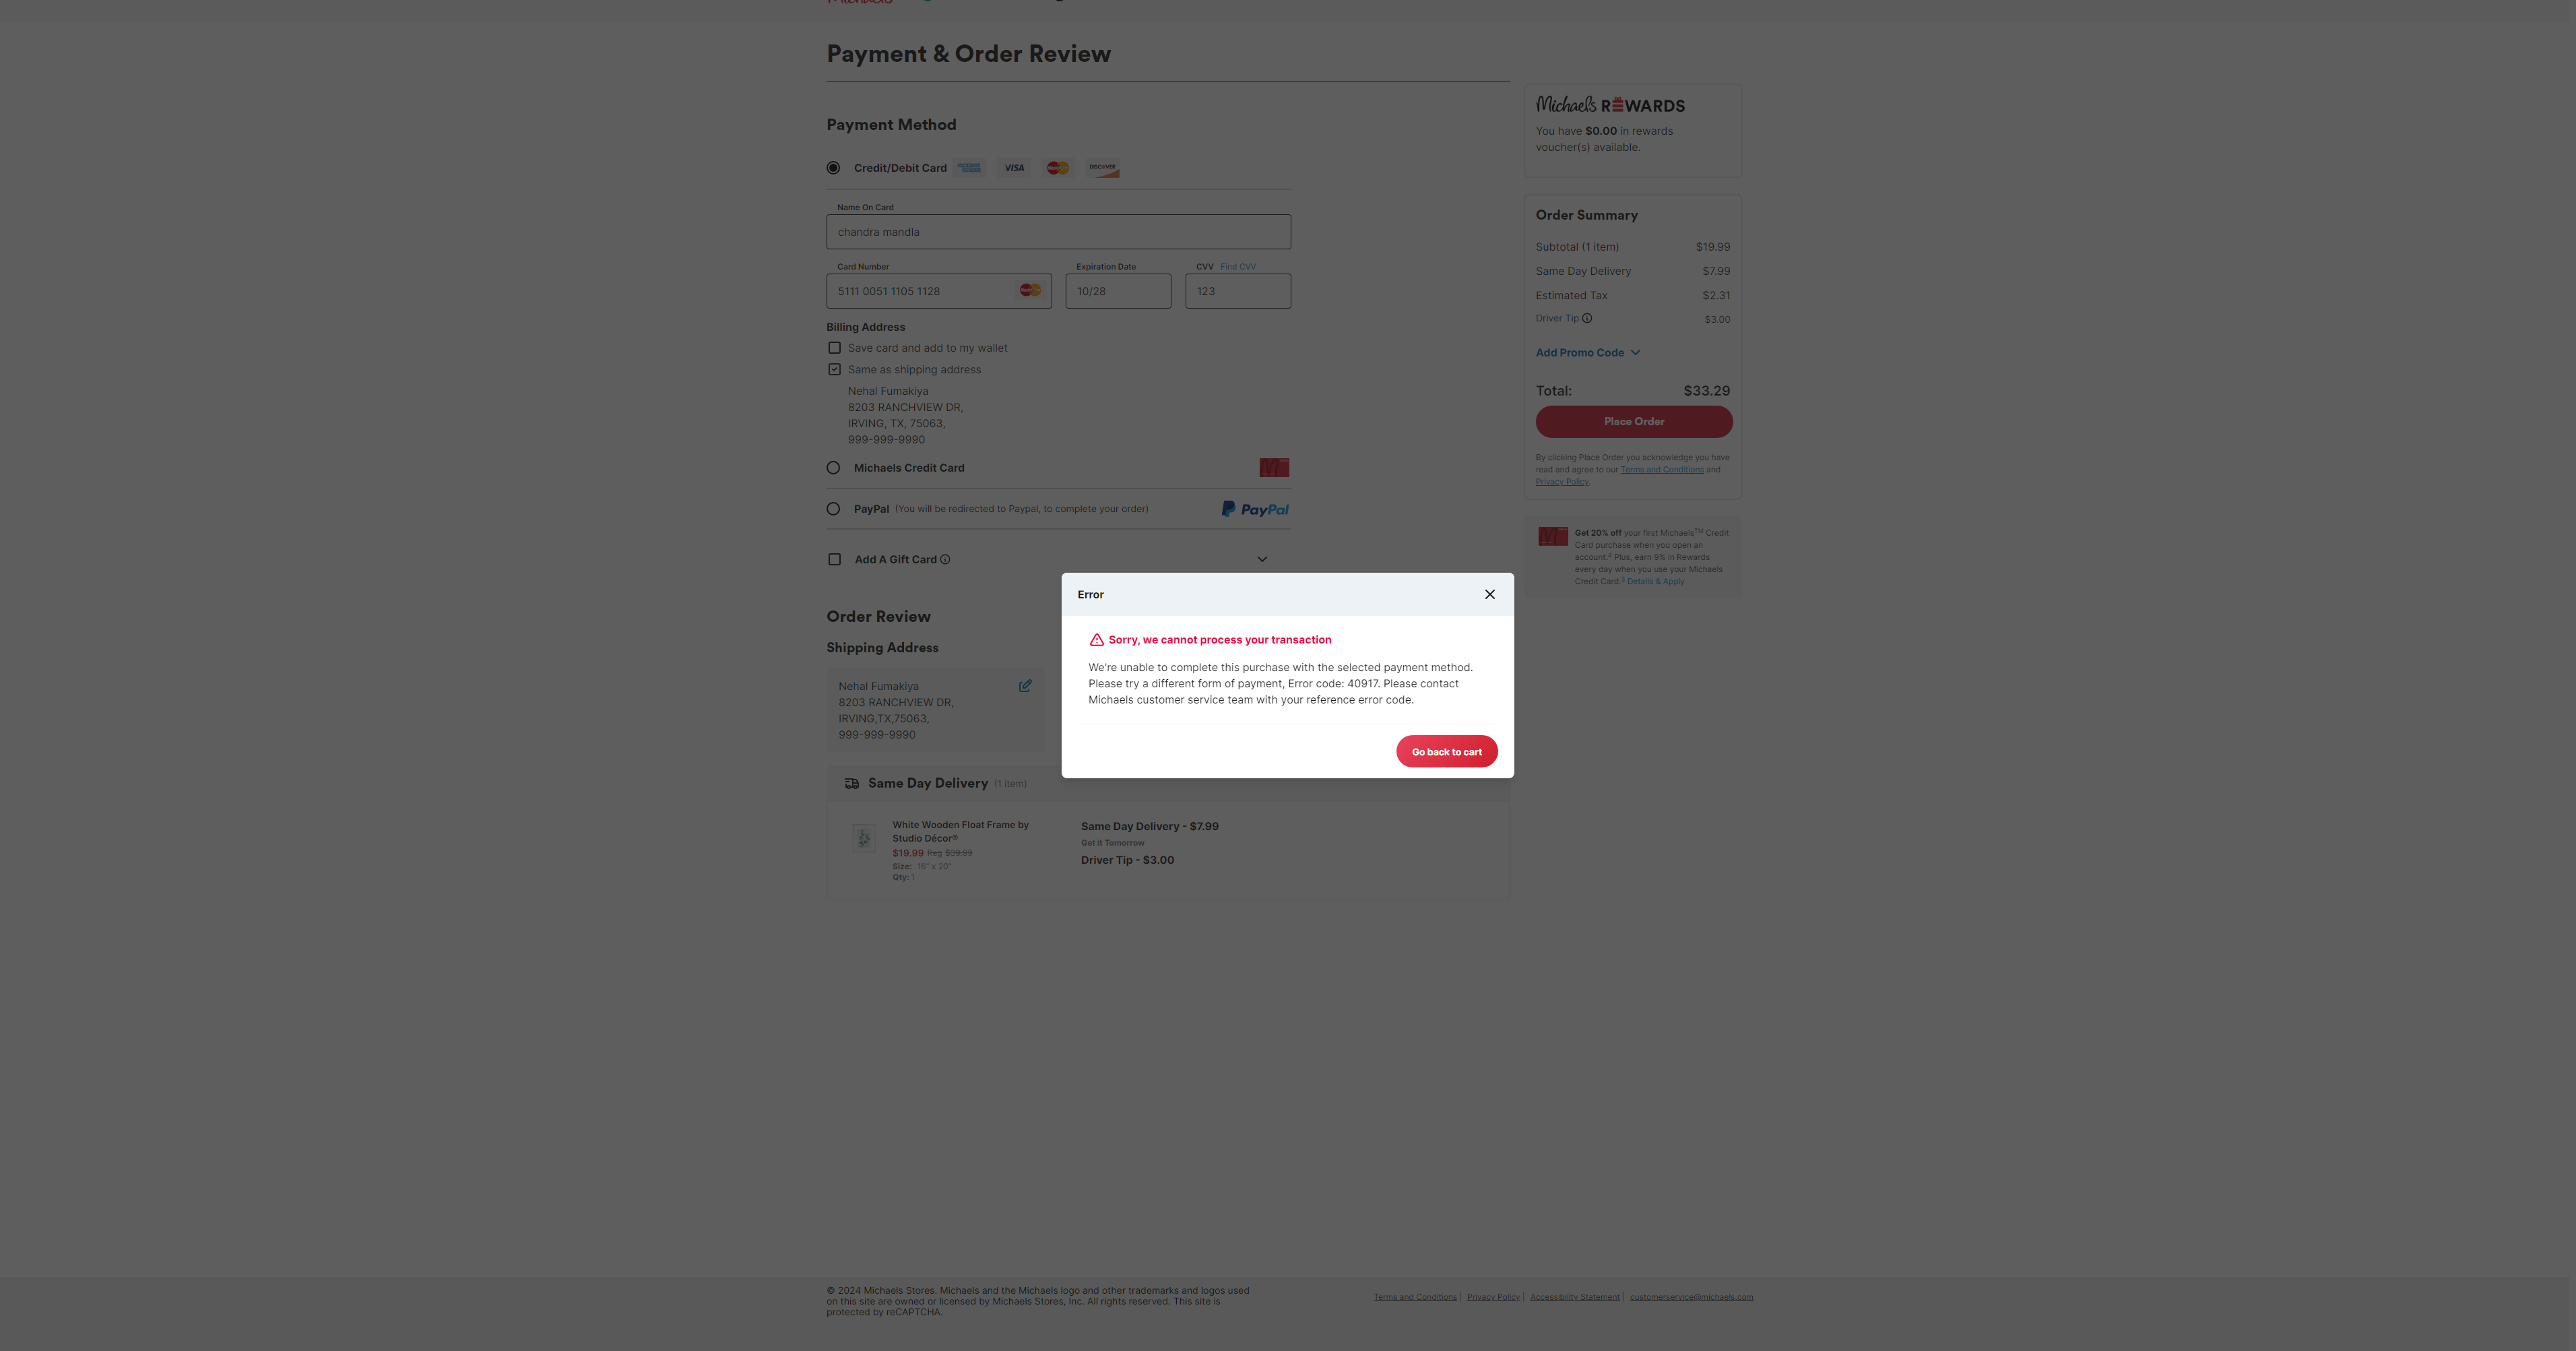 Payment & Order Review
Payment Method
Credit/Debit Card VISA DISCOVER
Name On Card
chandra mandla
Card Number
5111 0051 1105 1128
Expiration Date
10/28
CVV Find CVV
123
Billing Address
Save card and add to my wallet
Same as shipping address
Nehal Fumakiya
8203 RANCHVIEW DR,
IRVING, TX, 75063,
999-999-9990
Michaels Credit Card
PayPal (You will be redirected to Paypal, to complete your order) PayPal
Add A Gift Card
Order Review
Shipping Address
Nehal Fumakiya
8203 RANCHVIEW DR,
IRVING,TX,75063,
999-999-9990
Same Day Delivery (1 item)
White Wooden Float Frame by
Studio Décor®
$19.99 Reg $39.99
Size: 16" x 20"
Qty: 1
Same Day Delivery - $7.99
Get it Tomorrow
Driver Tip - $3.00
Michaels REWARDS
You have $0.00 in rewards
voucher(s) available.
Order Summary
Subtotal (1 item) $19.99
Same Day Delivery $7.99
Estimated Tax $2.31
Driver Tip $3.00
Add Promo Code
Total: $33.29
Place Order
By clicking Place Order you acknowledge you have
read and agree to our Terms and Conditions and
Privacy Policy.
Get 20% off your first Michaels™ Credit
Card purchase when you open an
account.² Plus, earn 9% in Rewards
every day when you use your Michaels
Credit Card.³ Details & Apply
Error
Sorry, we cannot process your transaction
We're unable to complete this purchase with the selected payment method.
Please try a different form of payment, Error code: 40917. Please contact
Michaels customer service team with your reference error code.
Go back to cart
© 2024 Michaels Stores. Michaels and the Michaels logo and other trademarks and logos used
on this site are owned or licensed by Michaels Stores, Inc. All rights reserved. This site is
protected by reCAPTCHA.
Terms and Conditions | Privacy Policy | Accessibility Statement | customerservice@michaels.com